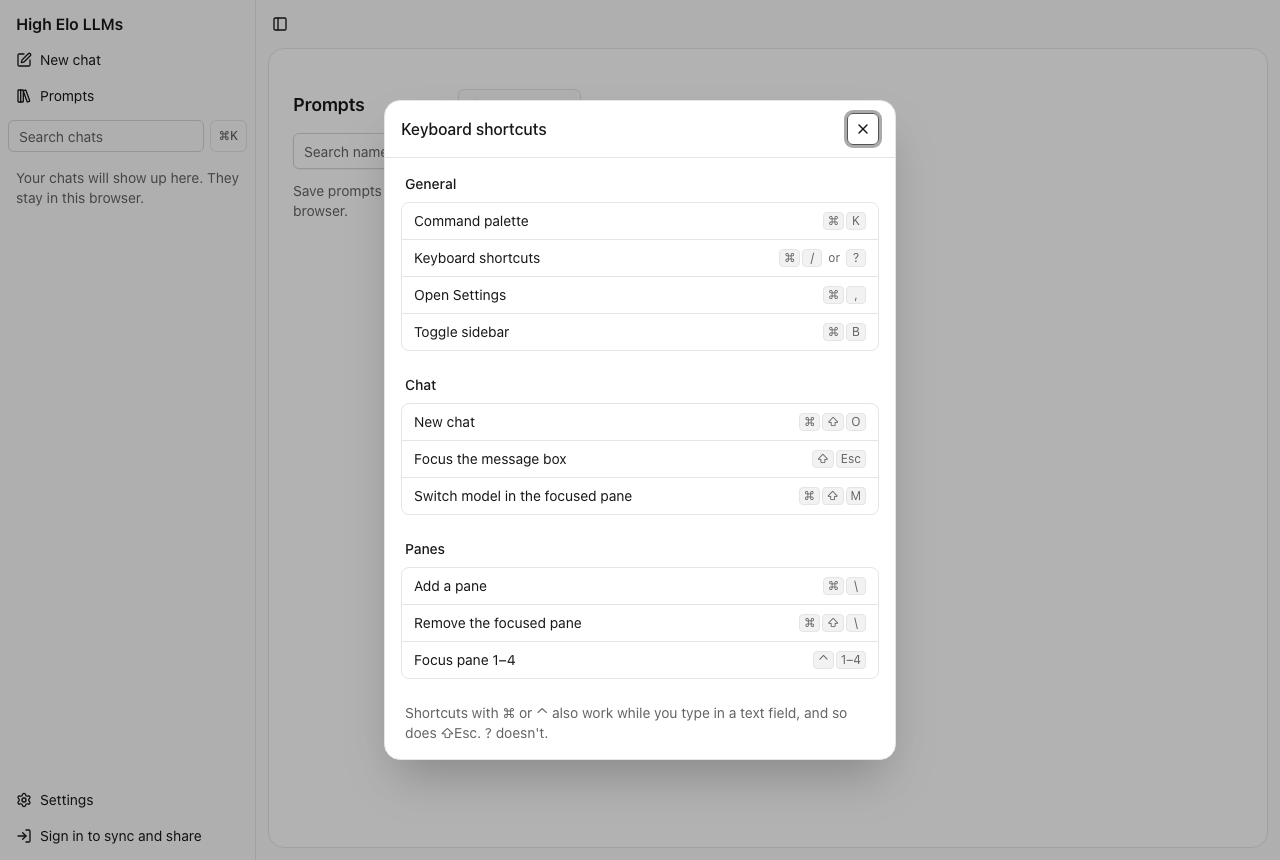 High Elo LLMs
New chat
Prompts
Search chats
⌘K
Your chats will show up here. They
stay in this browser.
Settings
Sign in to sync and share
Prompts
Search name
Save prompts
browser.
Keyboard shortcuts
General
Command palette ⌘ K
Keyboard shortcuts ⌘ / or ?
Open Settings ⌘ ,
Toggle sidebar ⌘ B
Chat
New chat ⌘ ⇧ O
Focus the message box ⇧ Esc
Switch model in the focused pane ⌘ ⇧ M
Panes
Add a pane ⌘ \
Remove the focused pane ⌘ ⇧ \
Focus pane 1–4 ^ 1–4
Shortcuts with ⌘ or ^ also work while you type in a text field, and so
does ⇧Esc. ? doesn't.